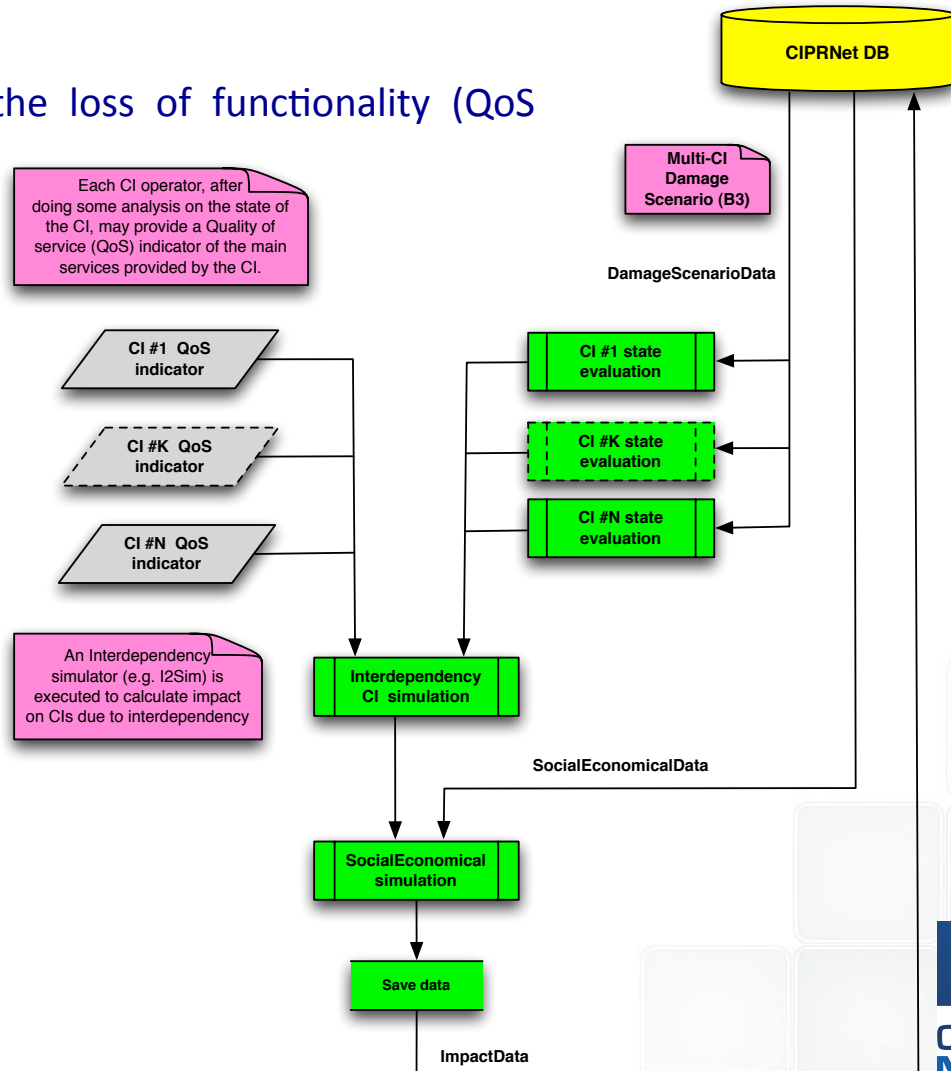 CIPRNet DB
the loss of functionality (QoS
Multi-CI
Damage
Scenario (B3)
Each CI operator, after
doing some analysis on the state of
the CI, may provide a Quality of
service (QoS) indicator of the main
services provided by the CI.
DamageScenarioData
CI #1 QoS
indicator
CI #1 state
evaluation
CI #K QoS
indicator
CI #K state
evaluation
CI #N QoS
indicator
CI #N state
evaluation
An Interdependency
simulator (e.g. I2Sim) is
executed to calculate impact
on CIs due to interdependency
Interdependency
CI simulation
SocialEconomicalData
SocialEconomical
simulation
Save data
ImpactData